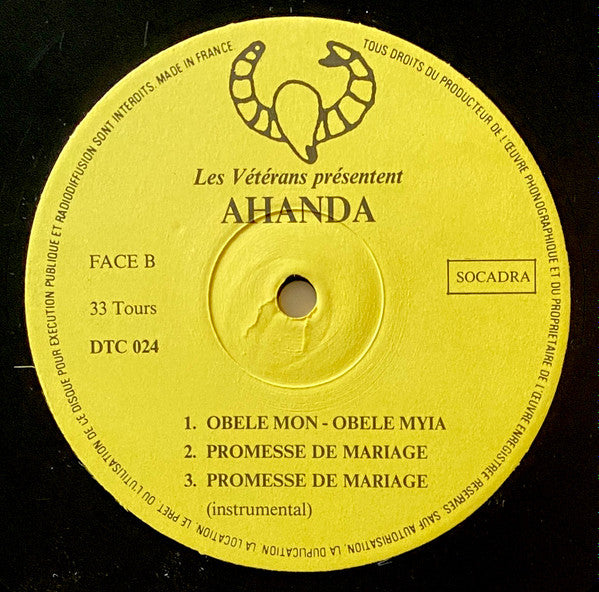 TOUS DROITS DU PRODUCTEUR DE L'ŒUVRE PHONOGRAPHIQUE ET DU PROPRIETAIRE DE L'ŒUVRE ENREGISTREE RESERVES. SAUF AUTORISATION, LA DUPLICATION, LA LOCATION, LE PRET OU L'UTILISATION DE CE DISQUE POUR EXECUTION PUBLIQUE ET RADIODIFFUSION SONT INTERDITS. MADE IN FRANCE
Les Vétérans présentent
AHANDA
FACE B
SOCADRA
33 Tours
DTC 024
1. OBELE MON - OBELE MYIA
2. PROMESSE DE MARIAGE
3. PROMESSE DE MARIAGE
(instrumental)